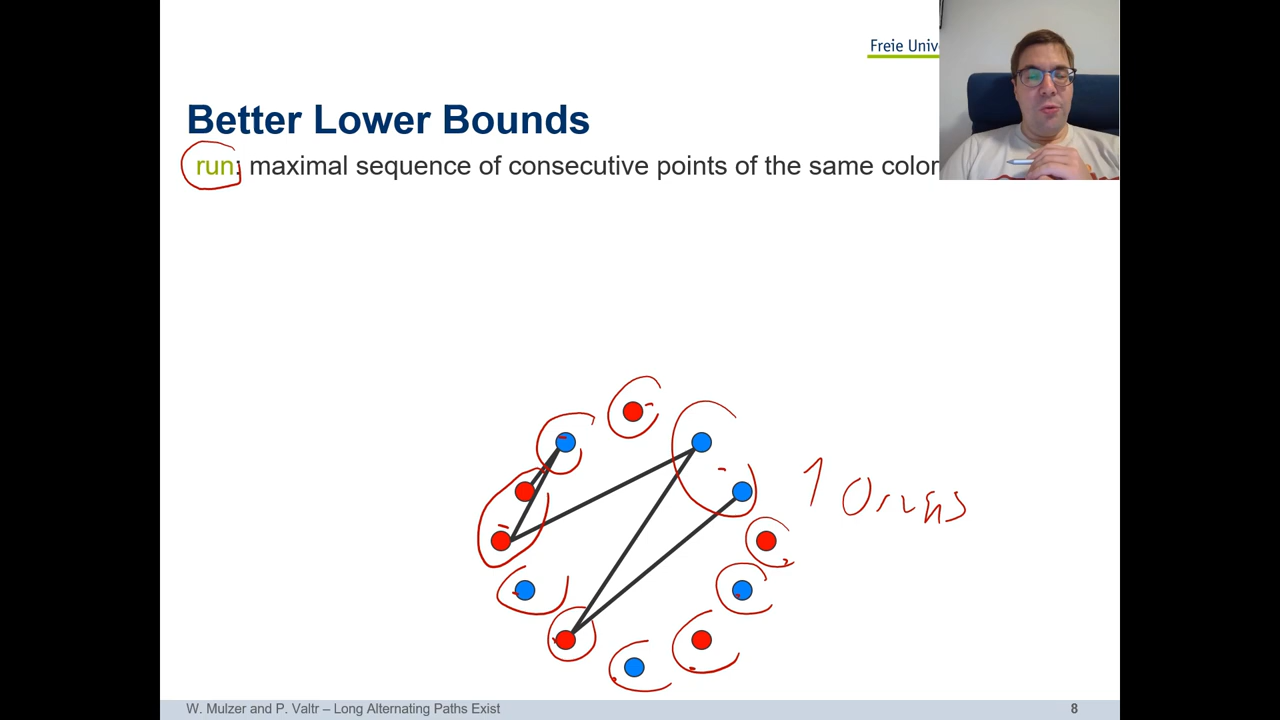 Freie Unive
Better Lower Bounds
run: maximal sequence of consecutive points of the same color
10 runs
W. Mulzer and P. Valtr – Long Alternating Paths Exist
8